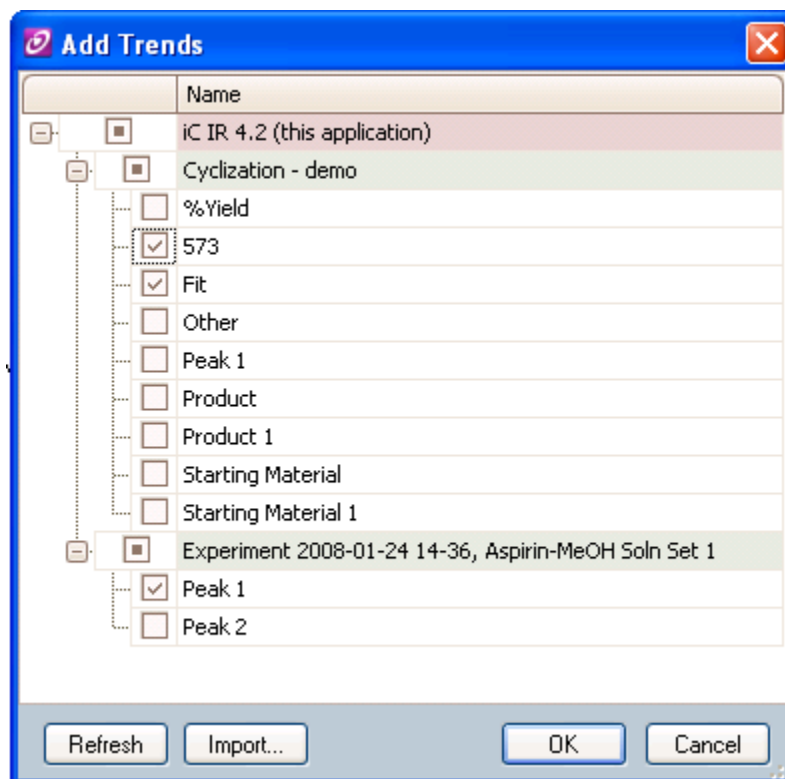 Add Trends
Name
iC IR 4.2 (this application)
Cyclization - demo
%Yield
573
Fit
Other
Peak 1
Product
Product 1
Starting Material
Starting Material 1
Experiment 2008-01-24 14-36, Aspirin-MeOH Soln Set 1
Peak 1
Peak 2
Refresh Import... OK Cancel